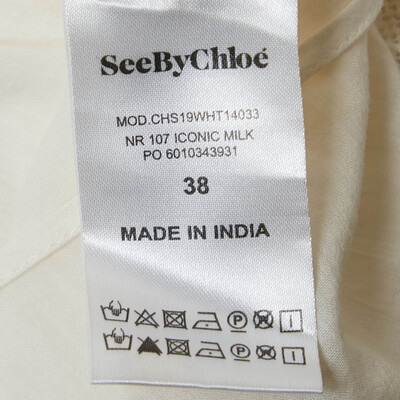 SeeByChloé
MOD.CHS19WHT14033
NR 107 ICONIC MILK
PO 6010343931
38
MADE IN INDIA